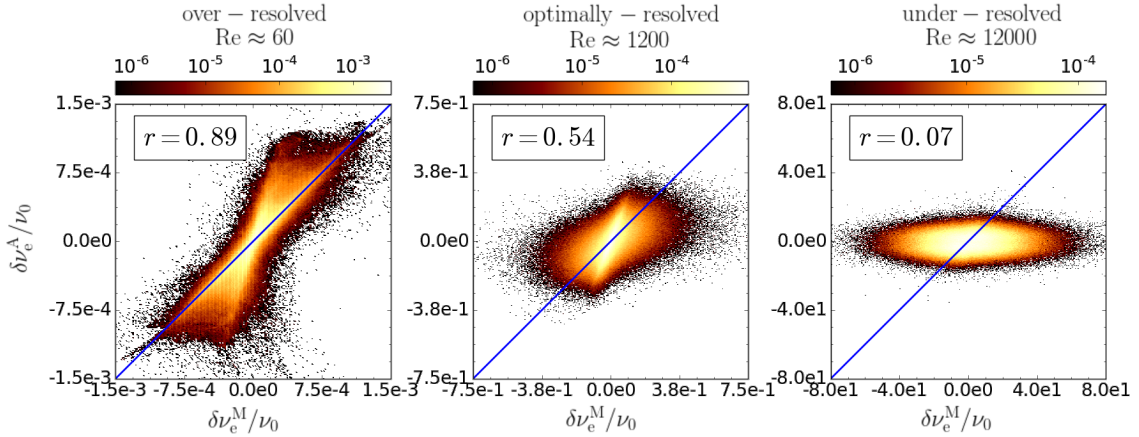 over − resolved
Re ≈ 60
optimally − resolved
Re ≈ 1200
under − resolved
Re ≈ 12000
10⁻⁶ 10⁻⁵ 10⁻⁴ 10⁻³
10⁻⁶ 10⁻⁵ 10⁻⁴
10⁻⁶ 10⁻⁵ 10⁻⁴
1.5e-3
7.5e-4
0.0e0
-7.5e-4
-1.5e-3
δν_e^A/ν_0
r = 0.89
-1.5e-3 -7.5e-4 0.0e0 7.5e-4 1.5e-3
δν_e^M/ν_0
7.5e-1
3.8e-1
0.0e0
-3.8e-1
-7.5e-1
r = 0.54
-7.5e-1 -3.8e-1 0.0e0 3.8e-1 7.5e-1
δν_e^M/ν_0
8.0e1
4.0e1
0.0e0
-4.0e1
-8.0e1
r = 0.07
-8.0e1 -4.0e1 0.0e0 4.0e1 8.0e1
δν_e^M/ν_0